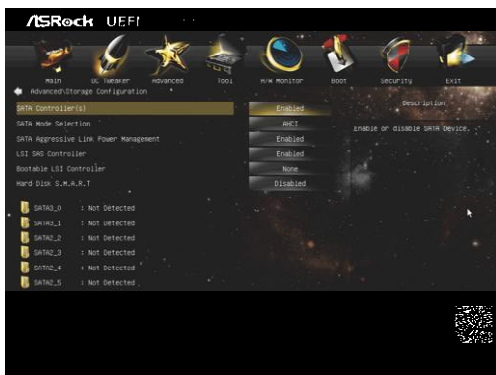 ASRock UEFI
Main OC Tweaker Advanced Tool H/W Monitor Boot Security Exit
Advanced\Storage Configuration
Description
SATA Controller(s) Enabled
Enable or disable SATA Device.
SATA Mode Selection AHCI
SATA Aggressive Link Power Management Enabled
LSI SAS Controller Enabled
Bootable LSI Controller None
Hard Disk S.M.A.R.T Disabled
SATA3_0 : Not Detected
SATA3_1 : Not Detected
SATA2_2 : Not Detected
SATA2_3 : Not Detected
SATA2_4 : Not Detected
SATA2_5 : Not Detected